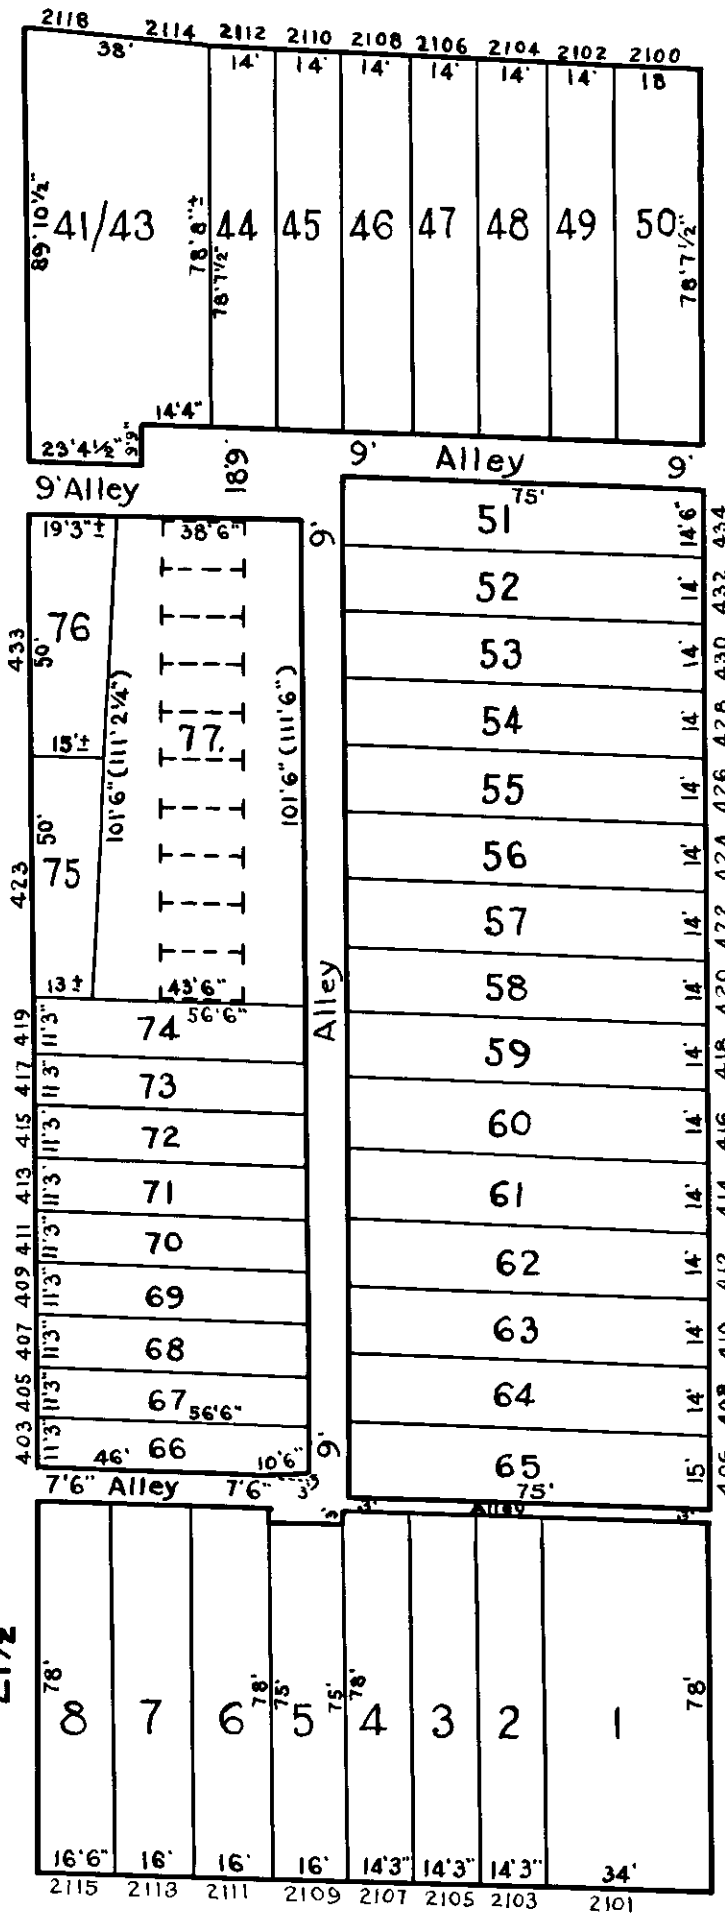 2118 2114 2112 2110 2108 2106 2104 2102 2100
38' 14' 14' 14' 14' 14' 14' 18
89'10½" 41/43 78'8"± 78'7½" 44 45 46 47 48 49 50 78'7½"
14'4"
23'4½" 9'9" 18'9" 9' Alley 9'
9' Alley
19'3"± 38'6" 9' 75' 51 14'6" 434
52 14' 432
433 50' 76 53 14' 430
101'6" (111'2¼") 101'6" (111'6")
15'± 77 54 14' 428
55 14' 426
50' 56 14' 424
423 75 57 14' 422
13± 43'6" Alley 58 14' 420
56'6"
419 11'3" 74 59 14' 418
417 11'3" 73
415 11'3" 72 60 14' 416
413 11'3" 71 61 14' 414
411 11'3" 70 62 14' 412
409 11'3" 69 63 14' 410
407 11'3" 68
405 11'3" 67 56'6" 64 14' 408
403 11'3" 46' 66 10'6" 9' 65 15' 406
7'6" Alley 7'6" 3' 75'
3' 3' Alley 3'
78' 8 7 6 78' 75' 5 75' 78' 4 3 2 1 78'
16'6" 16' 16' 16' 14'3" 14'3" 14'3" 34'
2115 2113 2111 2109 2107 2105 2103 2101